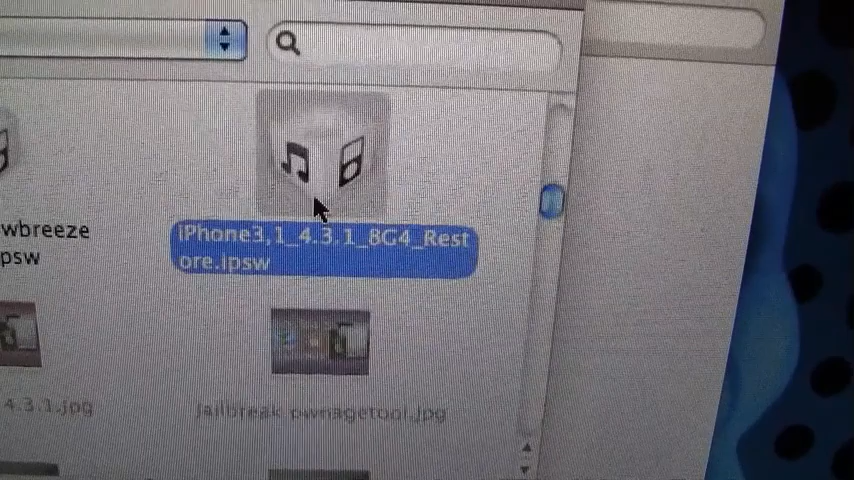 wbreeze
psw
iPhone3,1_4.3.1_8G4_Rest
ore.ipsw
4.3.1.jpg
jailbreak pwnagetool.jpg